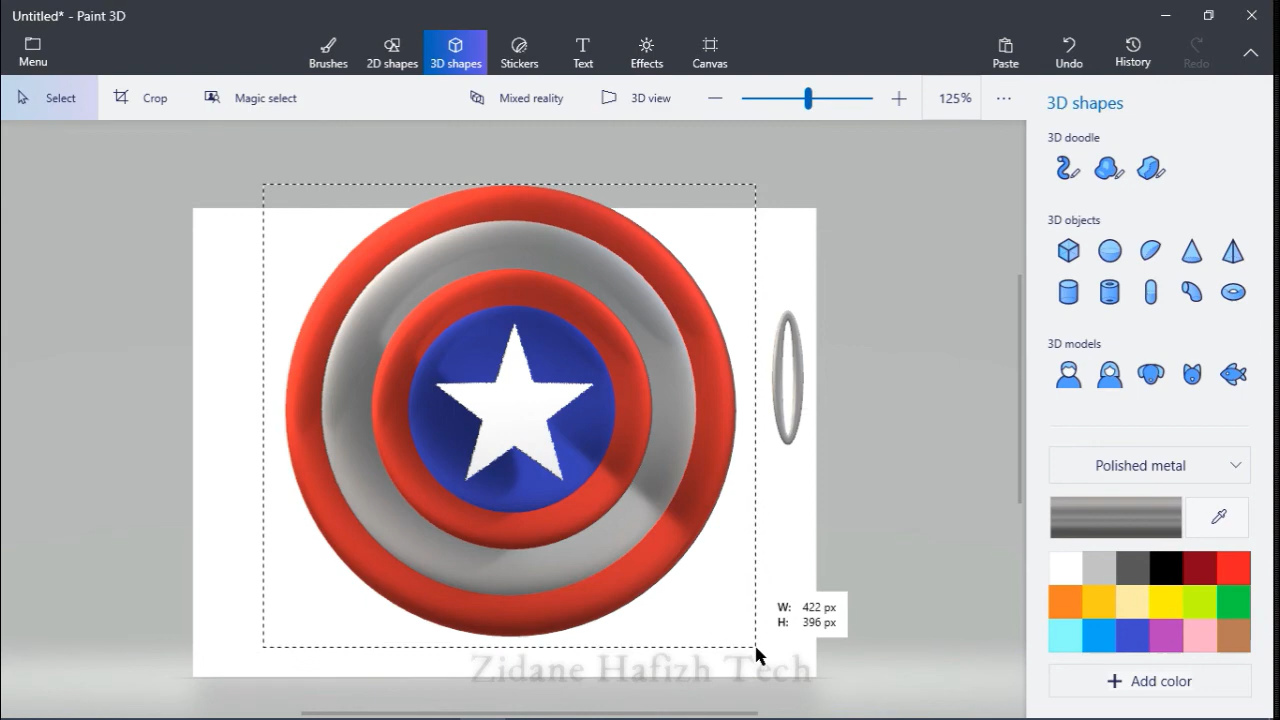 Untitled* - Paint 3D
Menu
Brushes
2D shapes
3D shapes
Stickers
Text
Effects
Canvas
Paste
Undo
History
Redo
Select
Crop
Magic select
Mixed reality
3D view
125%
3D shapes
3D doodle
3D objects
3D models
Polished metal
Add color
W: 422 px
H: 396 px
Zidane Hafizh Tech